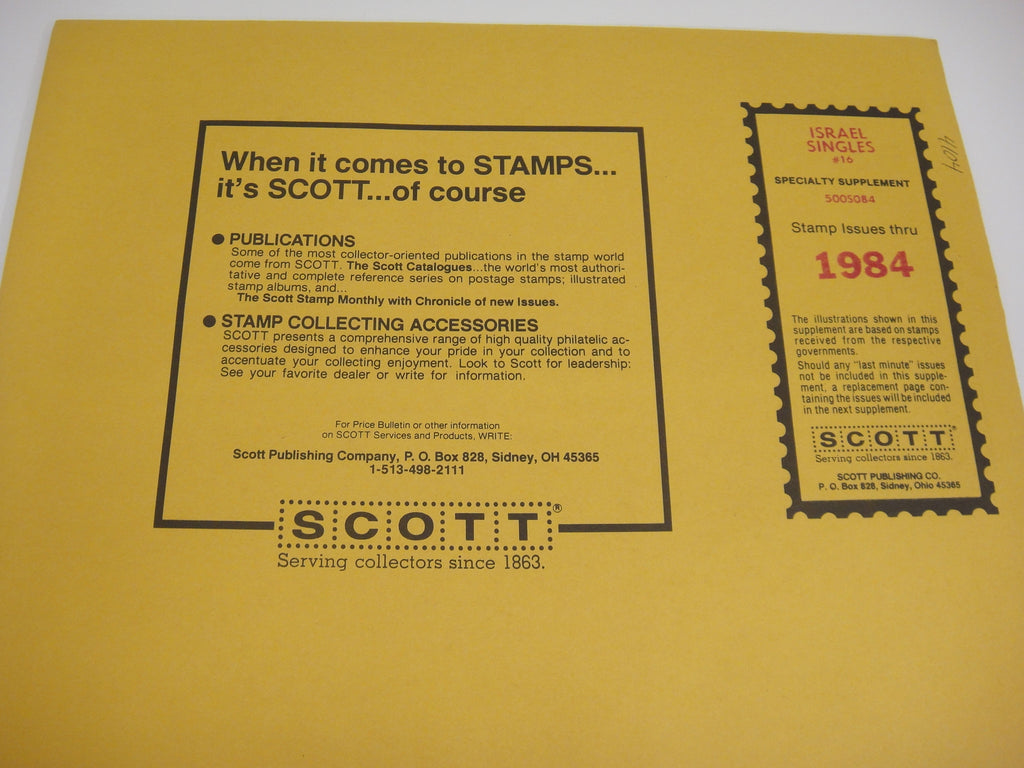 When it comes to STAMPS...
it's SCOTT...of course
● PUBLICATIONS
Some of the most collector-oriented publications in the stamp world
come from SCOTT. The Scott Catalogues...the world's most authori-
tative and complete reference series on postage stamps; illustrated
stamp albums, and...
The Scott Stamp Monthly with Chronicle of new Issues.
● STAMP COLLECTING ACCESSORIES
SCOTT presents a comprehensive range of high quality philatelic ac-
cessories designed to enhance your pride in your collection and to
accentuate your collecting enjoyment. Look to Scott for leadership:
See your favorite dealer or write for information.
For Price Bulletin or other information
on SCOTT Services and Products, WRITE:
Scott Publishing Company, P. O. Box 828, Sidney, OH 45365
1-513-498-2111
SCOTT®
Serving collectors since 1863.
ISRAEL
SINGLES
#16
SPECIALTY SUPPLEMENT
5005084
Stamp Issues thru
1984
The illustrations shown in this
supplement are based on stamps
received from the respective
governments.
Should any "last minute" issues
not be included in this supple-
ment, a replacement page con-
taining the issues will be included
in the next supplement.
SCOTT®
Serving collectors since 1863.
SCOTT PUBLISHING CO.
P. O. Box 828, Sidney, Ohio 45365